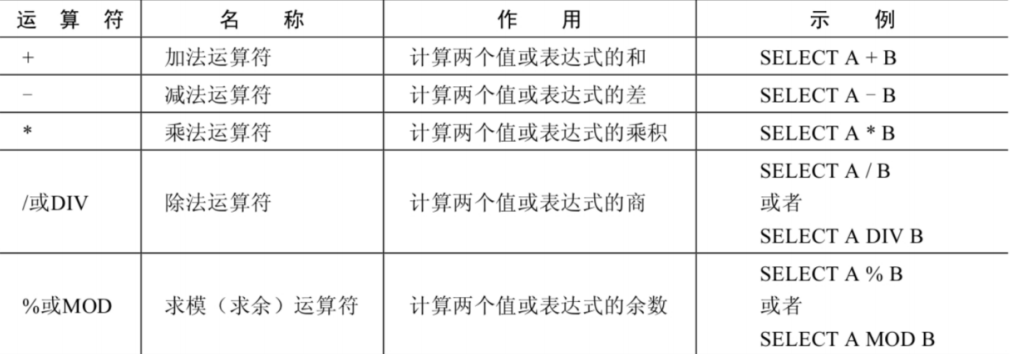 运 算 符 名 称 作 用 示 例
+ 加法运算符 计算两个值或表达式的和 SELECT A + B
- 减法运算符 计算两个值或表达式的差 SELECT A - B
* 乘法运算符 计算两个值或表达式的乘积 SELECT A * B
/或DIV 除法运算符 计算两个值或表达式的商 SELECT A / B
或者
SELECT A DIV B
%或MOD 求模（求余）运算符 计算两个值或表达式的余数 SELECT A % B
或者
SELECT A MOD B